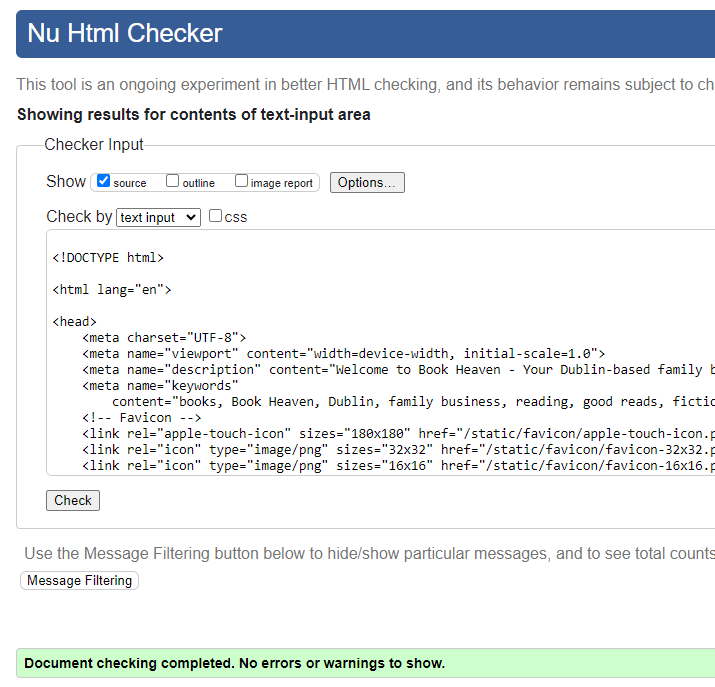 Nu Html Checker
This tool is an ongoing experiment in better HTML checking, and its behavior remains subject to ch
Showing results for contents of text-input area
Checker Input
Show source outline image report Options...
Check by text input css
<!DOCTYPE html>
<html lang="en">
<head>
<meta charset="UTF-8">
<meta name="viewport" content="width=device-width, initial-scale=1.0">
<meta name="description" content="Welcome to Book Heaven - Your Dublin-based family b
<meta name="keywords"
content="books, Book Heaven, Dublin, family business, reading, good reads, fictio
<!-- Favicon -->
<link rel="apple-touch-icon" sizes="180x180" href="/static/favicon/apple-touch-icon.p
<link rel="icon" type="image/png" sizes="32x32" href="/static/favicon/favicon-32x32.p
<link rel="icon" type="image/png" sizes="16x16" href="/static/favicon/favicon-16x16.p
Check
Use the Message Filtering button below to hide/show particular messages, and to see total counts
Message Filtering
Document checking completed. No errors or warnings to show.